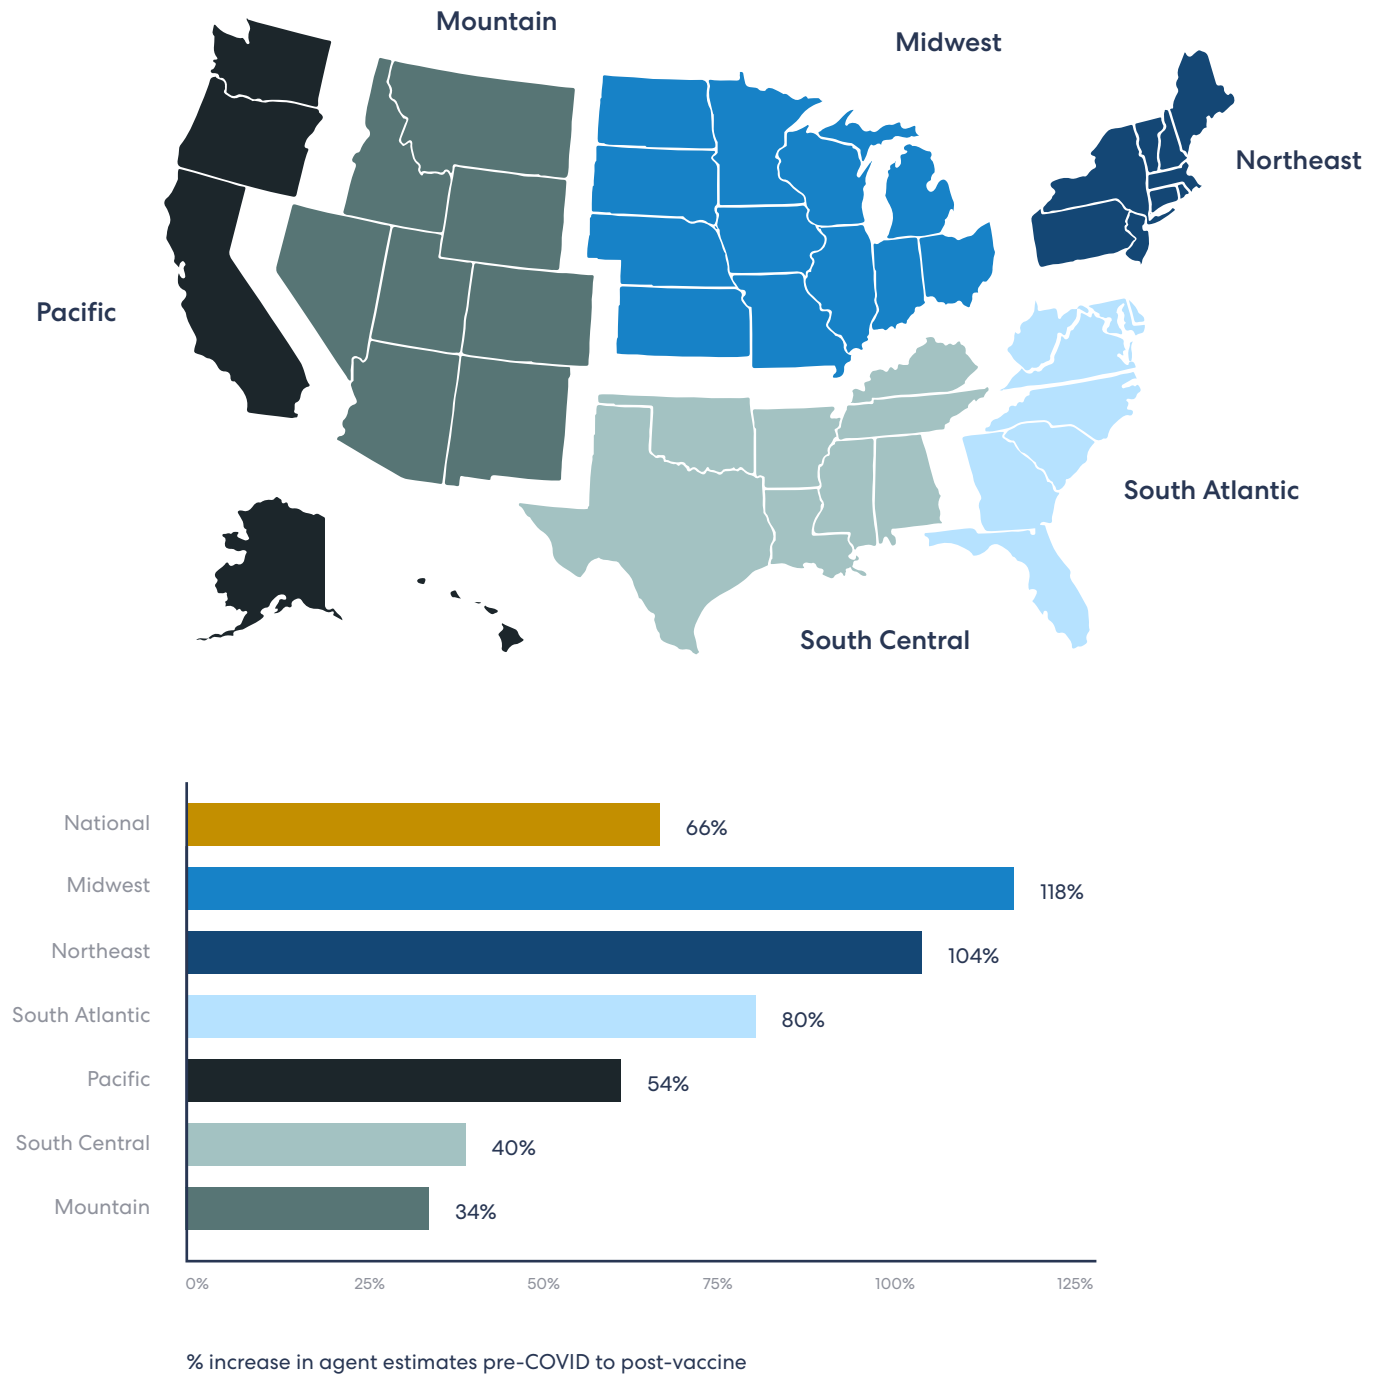 Mountain
Midwest
Northeast
Pacific
South Atlantic
South Central
National 66%
Midwest 118%
Northeast 104%
South Atlantic 80%
Pacific 54%
South Central 40%
Mountain 34%
0% 25% 50% 75% 100% 125%
% increase in agent estimates pre-COVID to post-vaccine